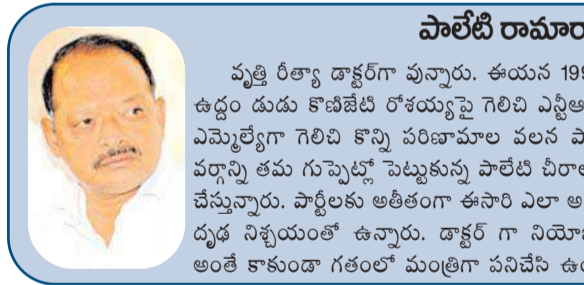 పాలేటి రామారా
వృత్తి రీత్యా డాక్టర్‌గా వున్నారు. ఈయన 199
ఉద్దం డుడు కొణిజేటి రోశయ్యపై గెలిచి ఎన్టీఆ
ఎమ్మెల్యేగా గెలిచి కొన్ని పరిణామాల వలన పా
వర్గాన్ని తమ గుప్పెట్లో పెట్టుకున్న పాలేటి చీరాల
చేస్తున్నారు. పార్టీలకు అతీతంగా ఈసారి ఎలా అ
దృఢ నిశ్చయంతో ఉన్నారు. డాక్టర్ గా నియోజ
అంతే కాకుండా గతంలో మంత్రిగా పనిచేసి ఉం